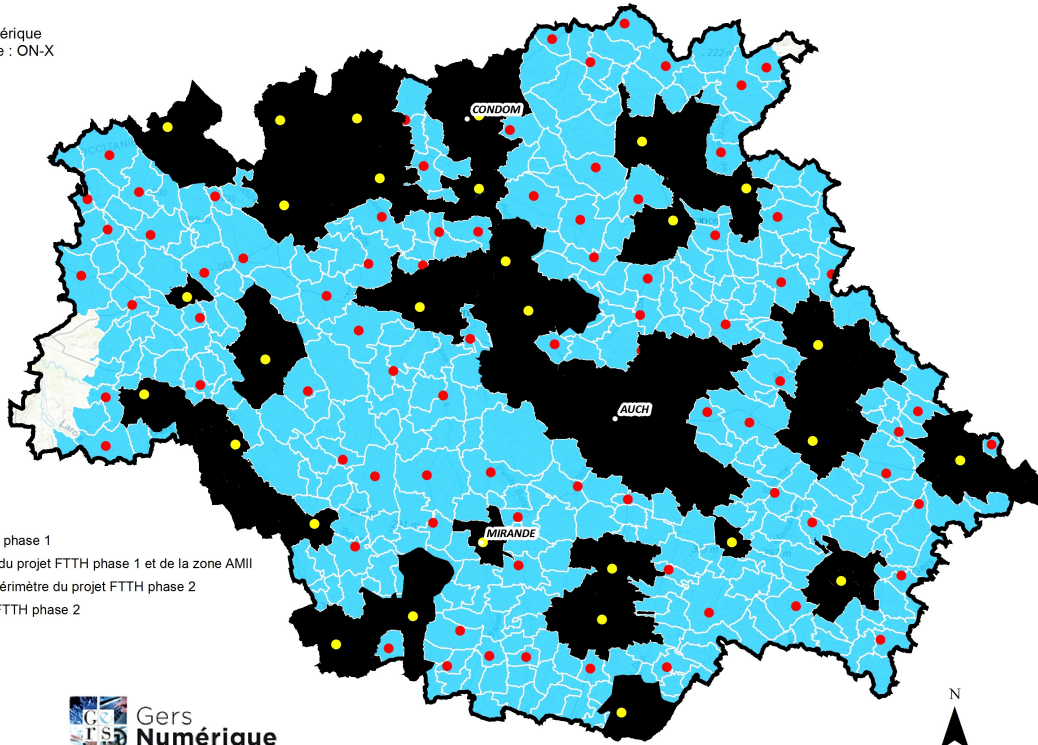 érique
e : ON-X
CONDOM
AUCH
MIRANDE
phase 1
du projet FTTH phase 1 et de la zone AMII
érimètre du projet FTTH phase 2
FTTH phase 2
N
G
r s
Gers
Numérique